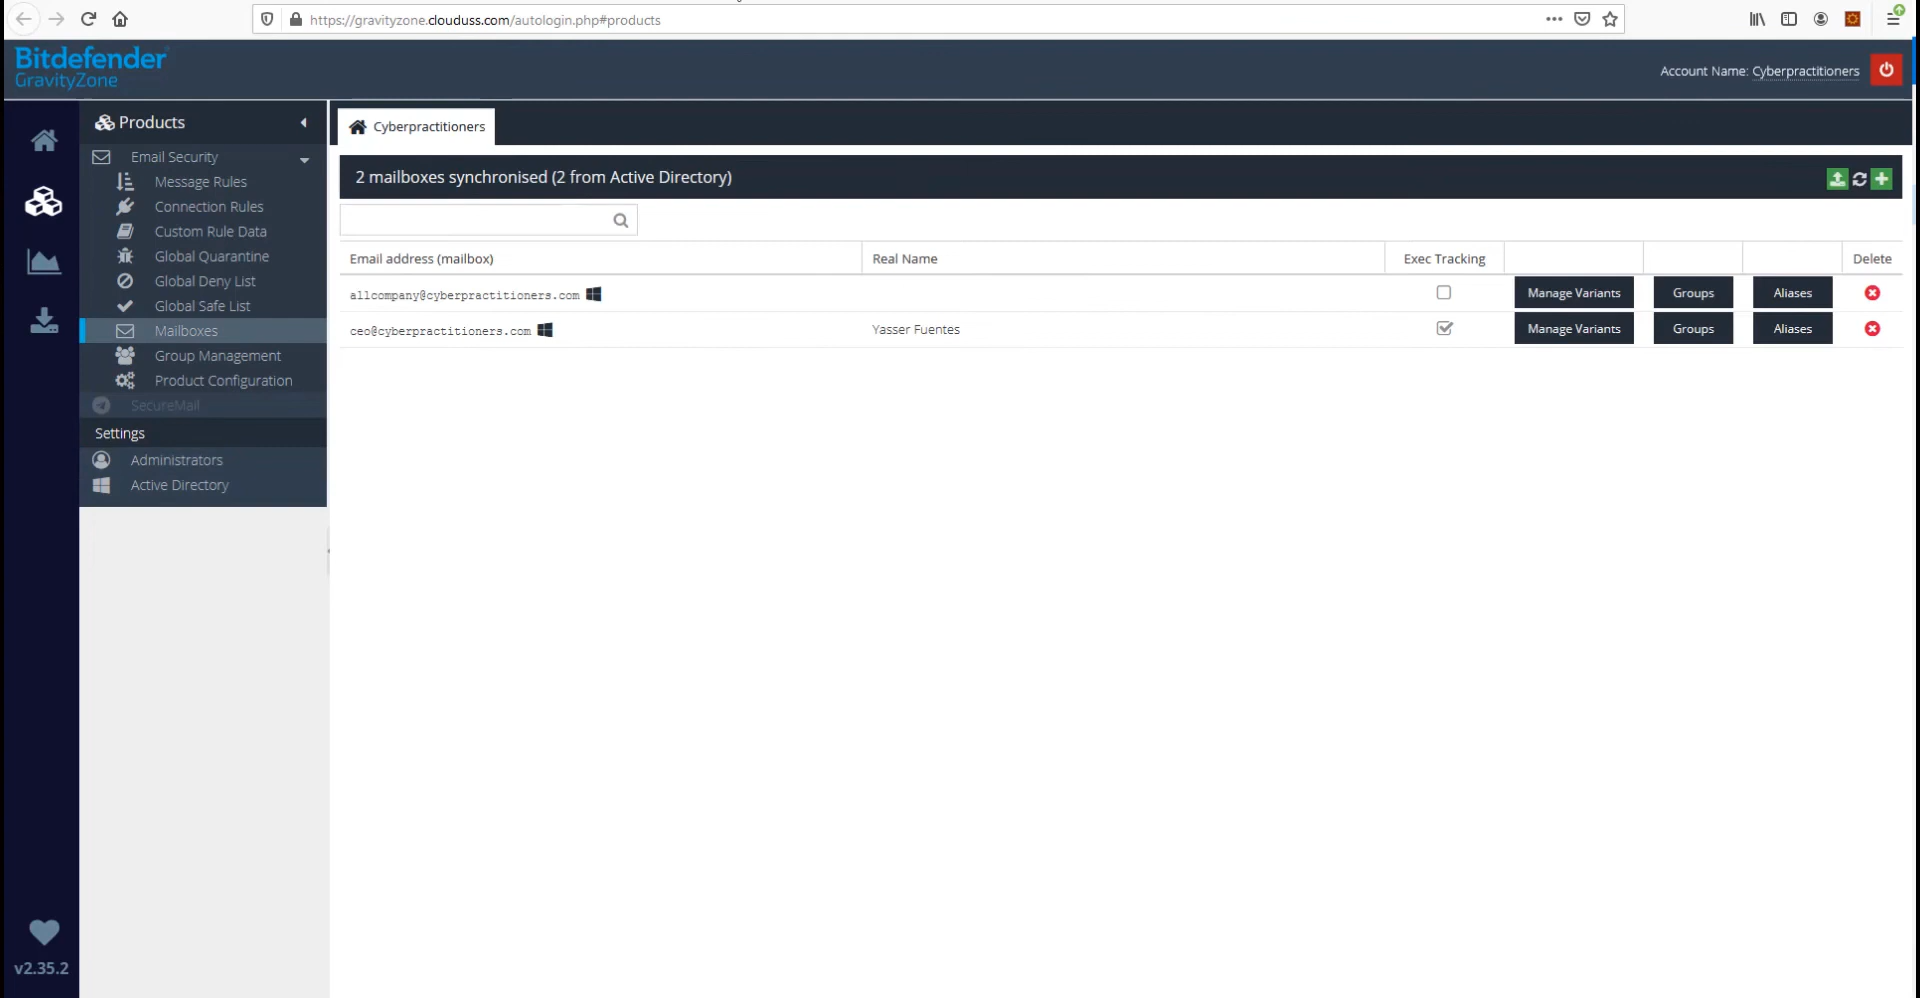 https://gravityzone.clouduss.com/autologin.php#products
Bitdefender
GravityZone
Account Name: Cyberpractitioners
Products
Email Security
Message Rules
Connection Rules
Custom Rule Data
Global Quarantine
Global Deny List
Global Safe List
Mailboxes
Group Management
Product Configuration
SecureMail
Settings
Administrators
Active Directory
v2.35.2
Cyberpractitioners
2 mailboxes synchronised (2 from Active Directory)
Email address (mailbox) Real Name Exec Tracking Delete
allcompany@cyberpractitioners.com Manage Variants Groups Aliases
ceo@cyberpractitioners.com Yasser Fuentes Manage Variants Groups Aliases